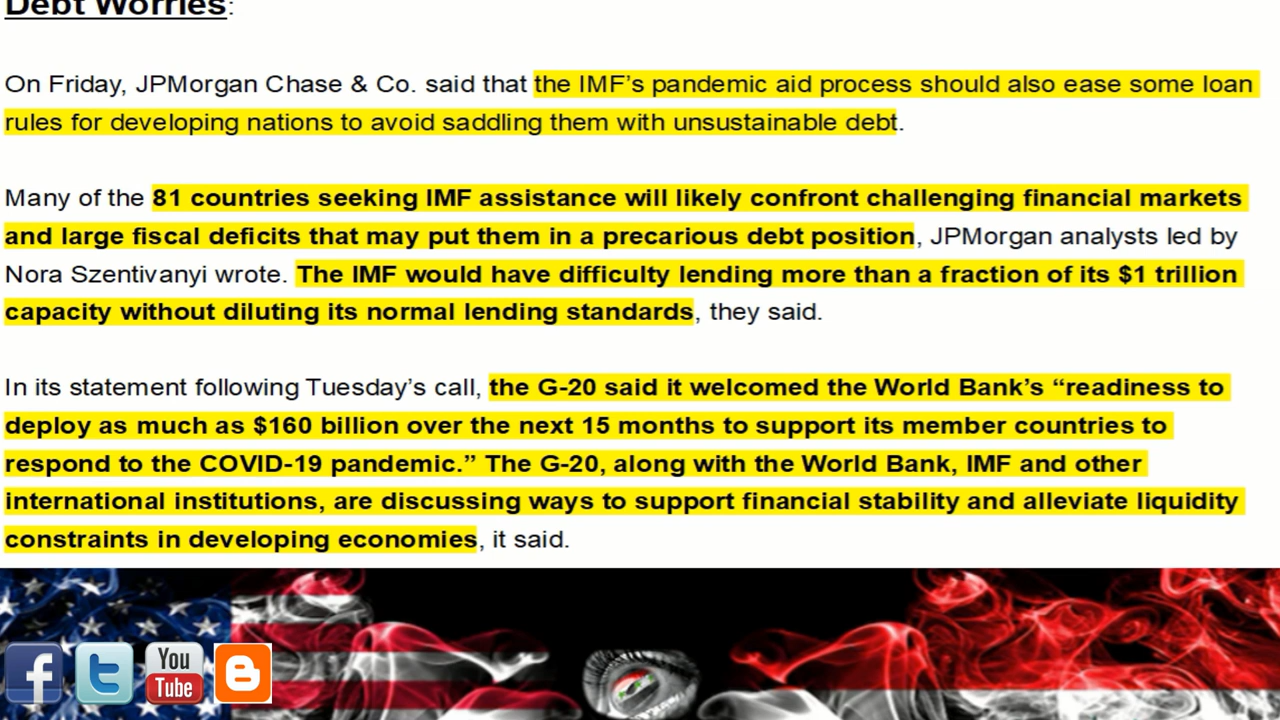 Debt Worries:
On Friday, JPMorgan Chase & Co. said that the IMF’s pandemic aid process should also ease some loan
rules for developing nations to avoid saddling them with unsustainable debt.
Many of the 81 countries seeking IMF assistance will likely confront challenging financial markets
and large fiscal deficits that may put them in a precarious debt position, JPMorgan analysts led by
Nora Szentivanyi wrote. The IMF would have difficulty lending more than a fraction of its $1 trillion
capacity without diluting its normal lending standards, they said.
In its statement following Tuesday’s call, the G-20 said it welcomed the World Bank’s “readiness to
deploy as much as $160 billion over the next 15 months to support its member countries to
respond to the COVID-19 pandemic.” The G-20, along with the World Bank, IMF and other
international institutions, are discussing ways to support financial stability and alleviate liquidity
constraints in developing economies, it said.
You
Tube